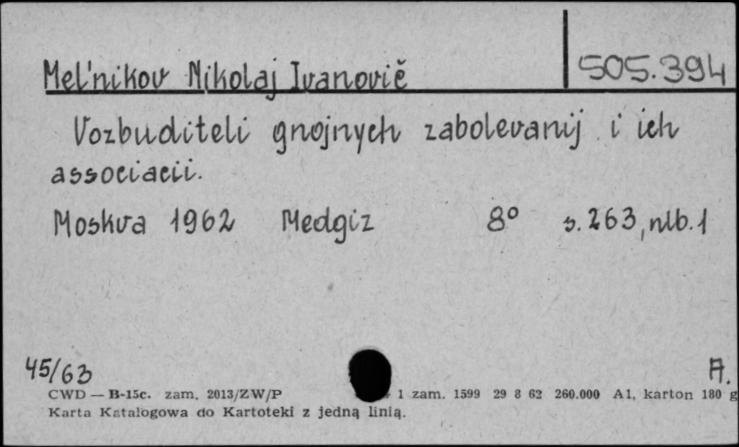 Mel'nikov Nikolaj Ivanovič 505.394
Vozbuditeli gnojnych zabolevanij i ich
associacii.
Moskva 1962 Medgiz 8° s. 263, nlb. 1
45/63 A.
CWD — B-15c. zam. 2013/ZW/P 1 zam. 1599 29 8 62 260.000 A1, karton 180 g
Karta Katalogowa do Kartoteki z jedną linią.